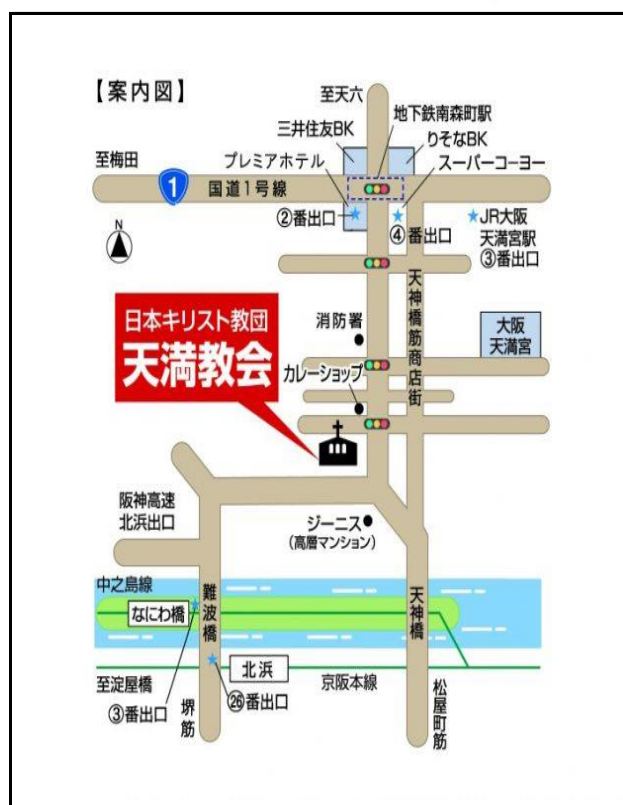 【案内図】
至天六
地下鉄南森町駅
三井住友BK
りそなBK
至梅田
プレミアホテル
スーパーコーヨー
1
国道1号線
②番出口
④番出口
JR大阪
天満宮駅
③番出口
N
天神橋筋商店街
日本キリスト教団
天満教会
消防署
大阪
天満宮
カレーショップ
阪神高速
北浜出口
ジーニス
(高層マンション)
中之島線
なにわ橋
難波橋
天神橋
北浜
至淀屋橋
京阪本線
③番出口
㉖番出口
堺筋
松屋町筋